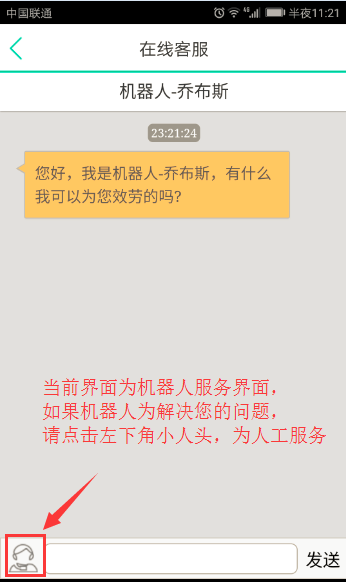 中国联通 4G 半夜11:21
在线客服
机器人-乔布斯
23:21:24
您好，我是机器人-乔布斯，有什么
我可以为您效劳的吗?
当前界面为机器人服务界面，
如果机器人为解决您的问题，
请点击左下角小人头，为人工服务
发送